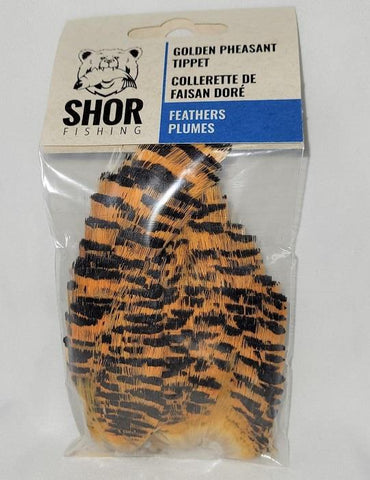 SHOR
FISHING
GOLDEN PHEASANT
TIPPET
COLLERETTE DE
FAISAN DORÉ
FEATHERS
PLUMES